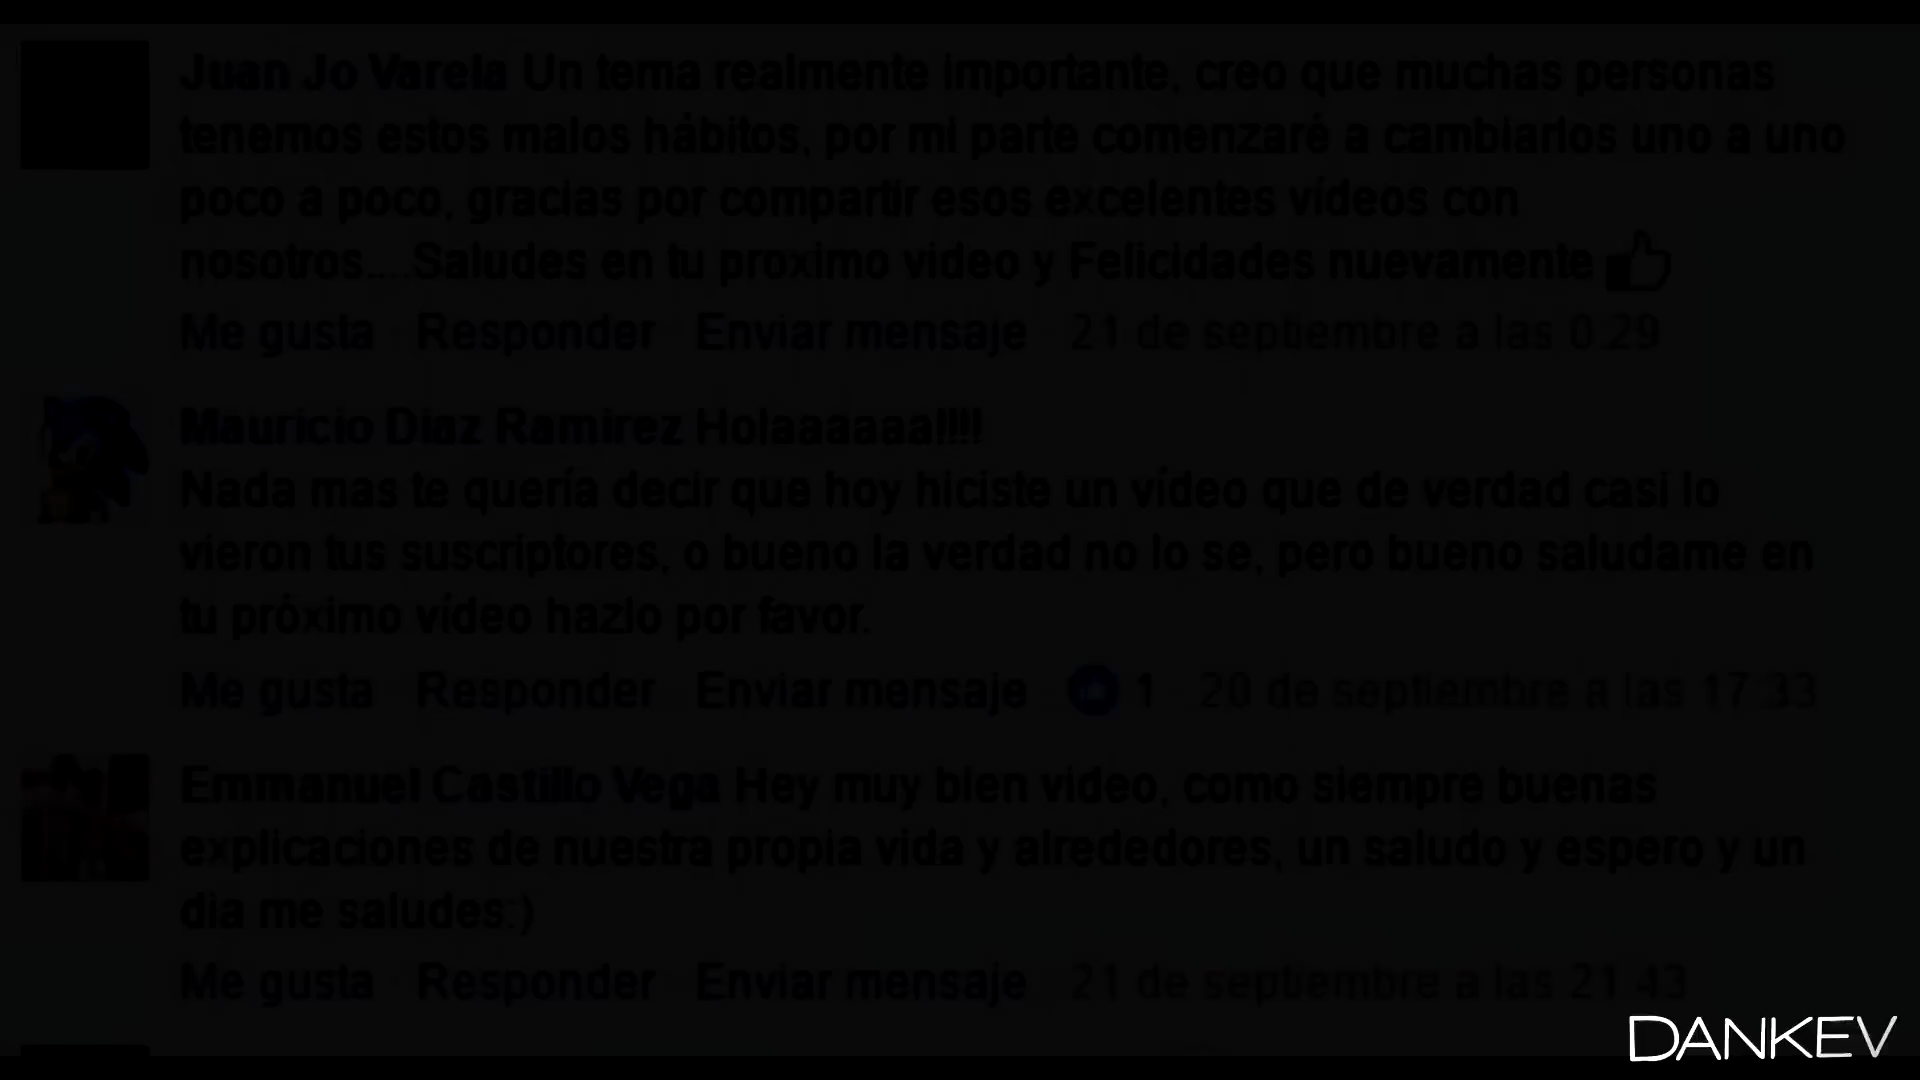 Juan Jo Varela Un tema realmente importante, creo que muchas personas
tenemos estos malos hábitos, por mi parte comenzaré a cambiarlos uno a uno
poco a poco, gracias por compartir esos excelentes vídeos con
nosotros....Saludes en tu proximo video y Felicidades nuevamente
Me gusta Responder Enviar mensaje 21 de septiembre a las 0:29
Mauricio Diaz Ramirez Holaaaaaa!!!!
Nada mas te quería decir que hoy hiciste un vídeo que de verdad casi lo
vieron tus suscriptores, o bueno la verdad no lo se, pero bueno saludame en
tu próximo vídeo hazlo por favor.
Me gusta Responder Enviar mensaje 1 20 de septiembre a las 17:33
Emmanuel Castillo Vega Hey muy bien video, como siempre buenas
explicaciones de nuestra propia vida y alrededores, un saludo y espero y un
dia me saludes:)
Me gusta Responder Enviar mensaje 21 de septiembre a las 21:43
DANKEV